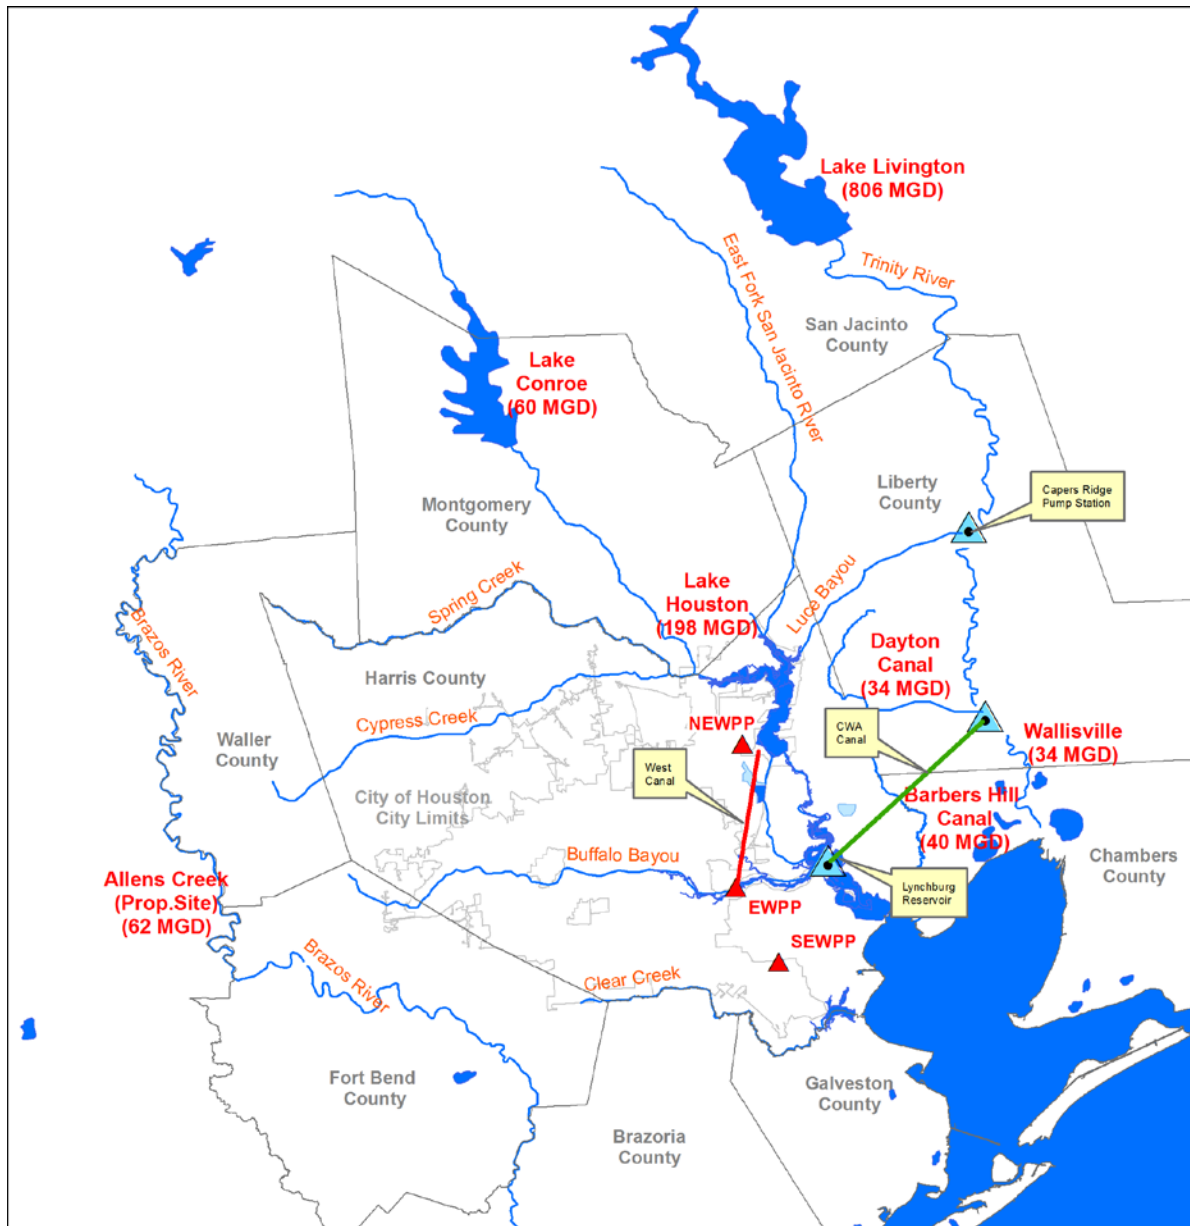 Lake Livington
(806 MGD)
Trinity River
East Fork San Jacinto River
San Jacinto
County
Lake
Conroe
(60 MGD)
Liberty
County
Capers Ridge
Pump Station
Montgomery
County
Spring Creek
Lake
Houston
(198 MGD)
Luce Bayou
Brazos River
Dayton
Canal
(34 MGD)
Harris County
Cypress Creek
NEWPP
CWA
Canal
Wallisville
(34 MGD)
Waller
County
West
Canal
City of Houston
City Limits
Barbers Hill
Canal
(40 MGD)
Buffalo Bayou
Chambers
County
Allens Creek
(Prop.Site)
(62 MGD)
EWPP
Lynchburg
Reservoir
SEWPP
Brazos River
Clear Creek
Fort Bend
County
Galveston
County
Brazoria
County